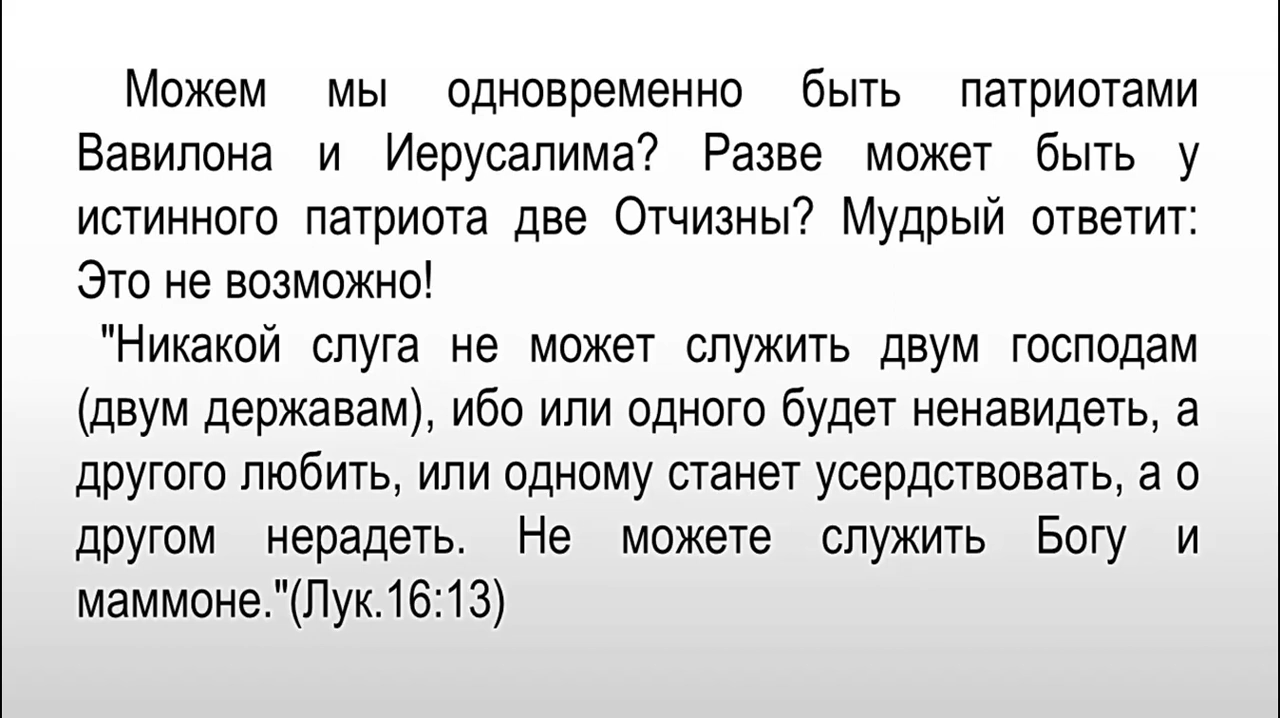 Можем мы одновременно быть патриотами
Вавилона и Иерусалима? Разве может быть у
истинного патриота две Отчизны? Мудрый ответит:
Это не возможно!
"Никакой слуга не может служить двум господам
(двум державам), ибо или одного будет ненавидеть, а
другого любить, или одному станет усердствовать, а о
другом нерадеть. Не можете служить Богу и
маммоне."(Лук.16:13)